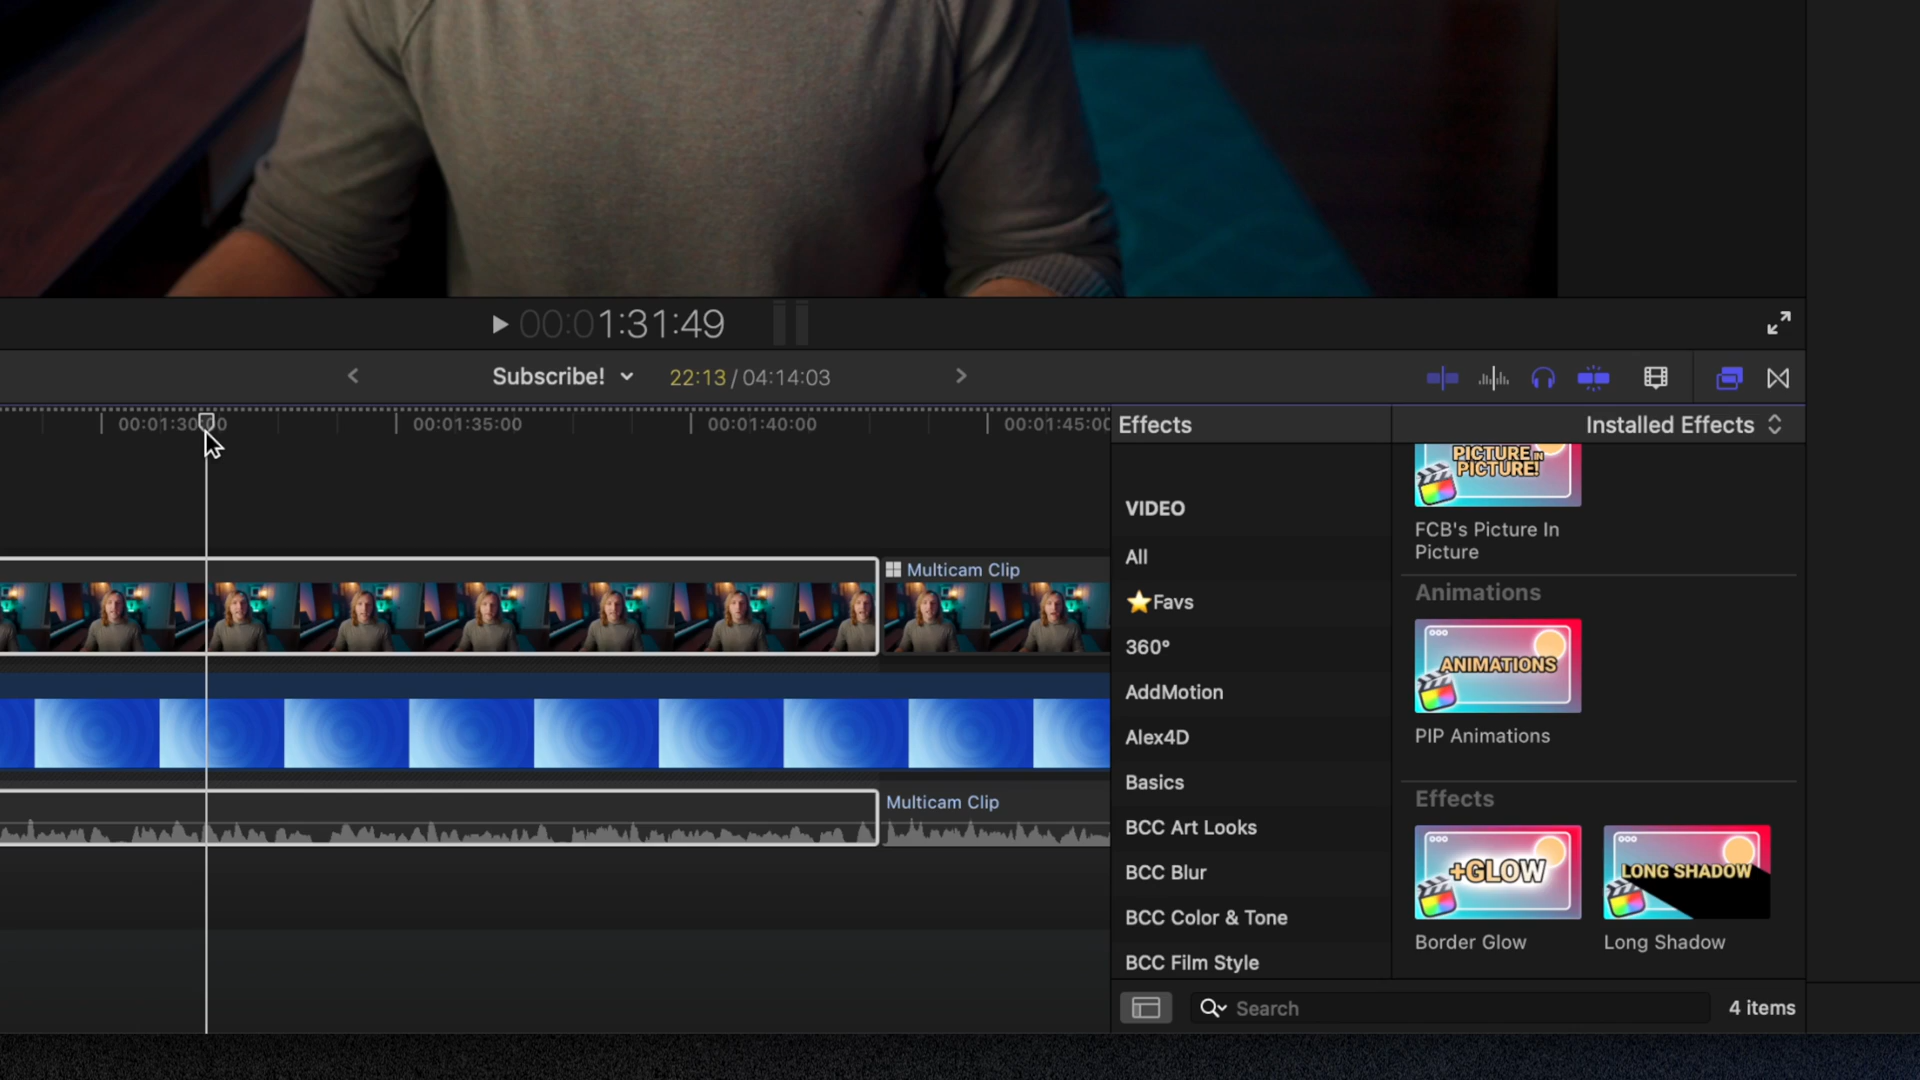 00:01:31:49
Subscribe!
22:13 / 04:14:03
00:01:30:00
00:01:35:00
00:01:40:00
00:01:45:00
Effects
Installed Effects
VIDEO
All
⭐Favs
360°
AddMotion
Alex4D
Basics
BCC Art Looks
BCC Blur
BCC Color & Tone
BCC Film Style
PICTURE IN
PICTURE!
FCB's Picture In
Picture
Animations
ANIMATIONS
PIP Animations
Effects
+GLOW
LONG SHADOW
Border Glow
Long Shadow
Multicam Clip
Multicam Clip
Search
4 items